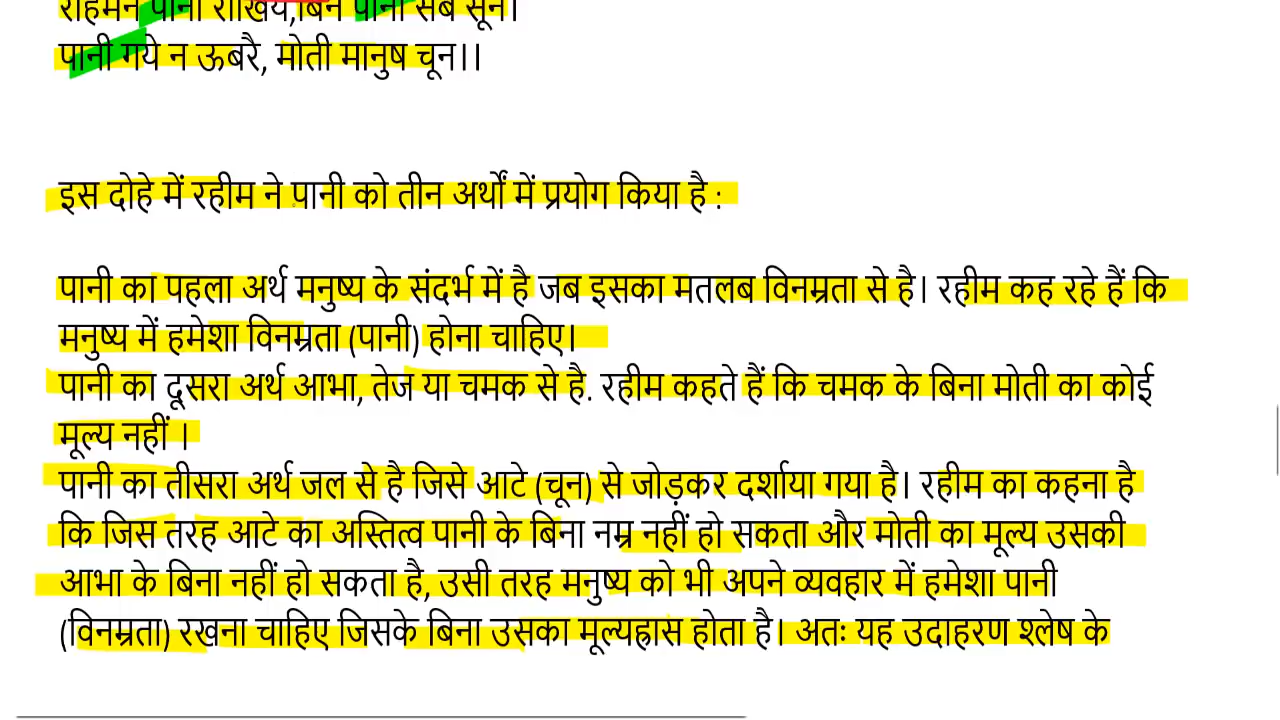 रहिमन पानी राखिये,बिन पानी सब सून।
पानी गये न ऊबरै, मोती मानुष चून।।
इस दोहे में रहीम ने पानी को तीन अर्थों में प्रयोग किया है :
पानी का पहला अर्थ मनुष्य के संदर्भ में है जब इसका मतलब विनम्रता से है। रहीम कह रहे हैं कि
मनुष्य में हमेशा विनम्रता (पानी) होना चाहिए।
पानी का दूसरा अर्थ आभा, तेज या चमक से है. रहीम कहते हैं कि चमक के बिना मोती का कोई
मूल्य नहीं ।
पानी का तीसरा अर्थ जल से है जिसे आटे (चून) से जोड़कर दर्शाया गया है। रहीम का कहना है
कि जिस तरह आटे का अस्तित्व पानी के बिना नम्र नहीं हो सकता और मोती का मूल्य उसकी
आभा के बिना नहीं हो सकता है, उसी तरह मनुष्य को भी अपने व्यवहार में हमेशा पानी
(विनम्रता) रखना चाहिए जिसके बिना उसका मूल्यह्रास होता है। अतः यह उदाहरण श्लेष के